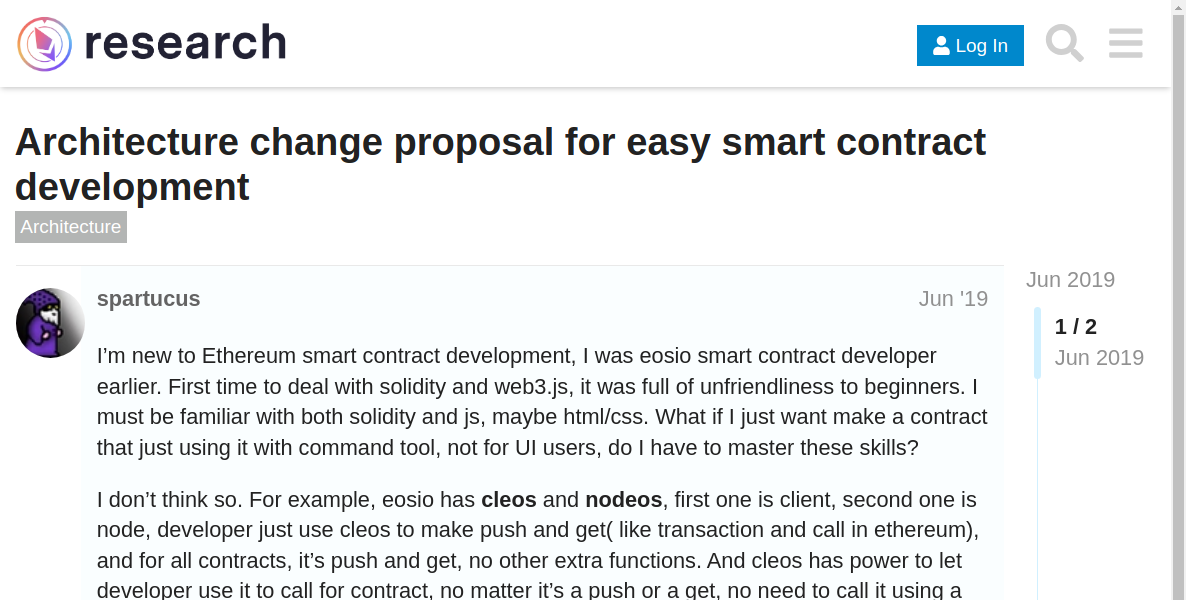 research
Log In
Architecture change proposal for easy smart contract
development
Architecture
spartucus
Jun '19
Jun 2019
1 / 2
Jun 2019
I’m new to Ethereum smart contract development, I was eosio smart contract developer
earlier. First time to deal with solidity and web3.js, it was full of unfriendliness to beginners. I
must be familiar with both solidity and js, maybe html/css. What if I just want make a contract
that just using it with command tool, not for UI users, do I have to master these skills?
I don’t think so. For example, eosio has cleos and nodeos, first one is client, second one is
node, developer just use cleos to make push and get( like transaction and call in ethereum),
and for all contracts, it’s push and get, no other extra functions. And cleos has power to let
developer use it to call for contract, no matter it’s a push or a get, no need to call it using a